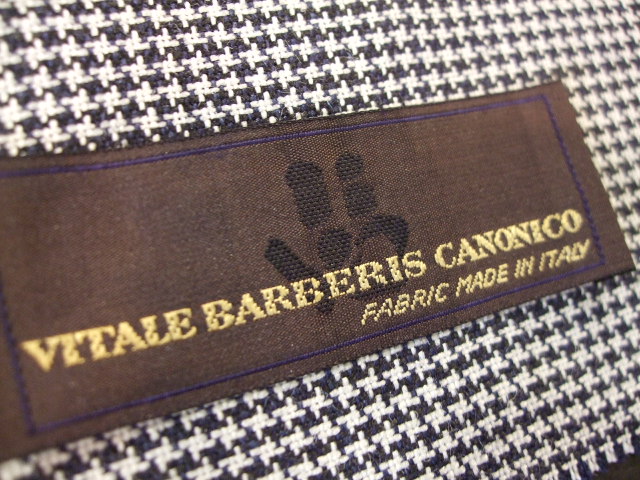 VITALE BARBERIS CANONICO
FABRIC MADE IN ITALY